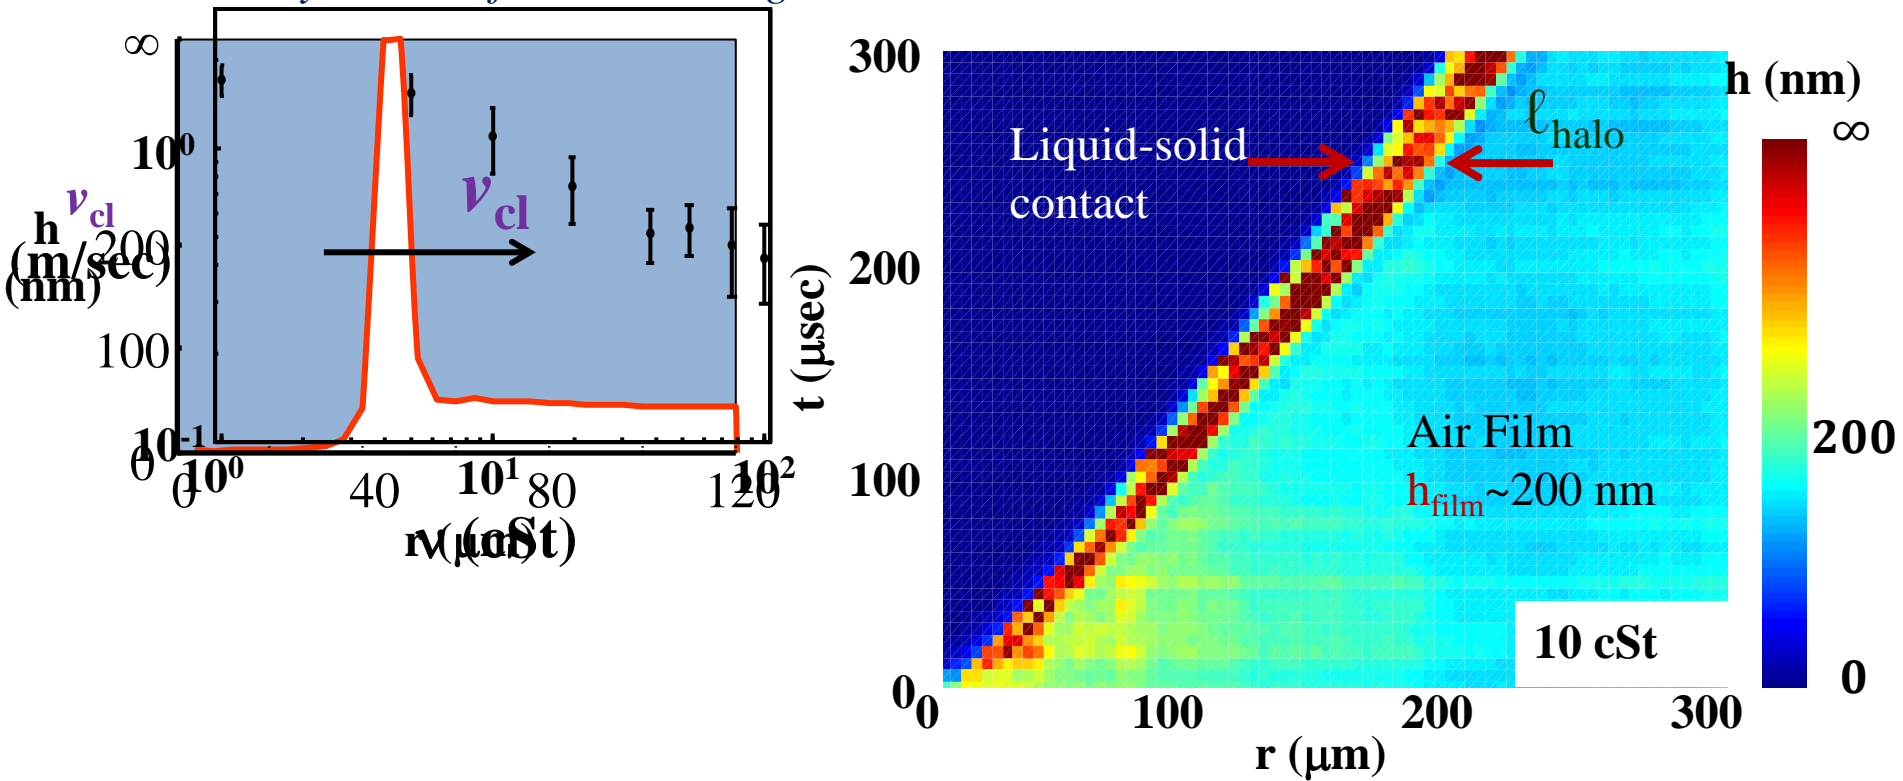 ∞
10⁰
v_cl
h
200
(m/sec)
(nm)
100
10⁻¹
0
v_cl
0
10⁰
40
10¹
80
120
10²
r (μm)
ν (cSt)
300
200
100
0
t (μsec)
Liquid-solid
contact
ℓ_halo
Air Film
h_film~200 nm
10 cSt
0
100
200
300
r (μm)
h (nm)
∞
200
0